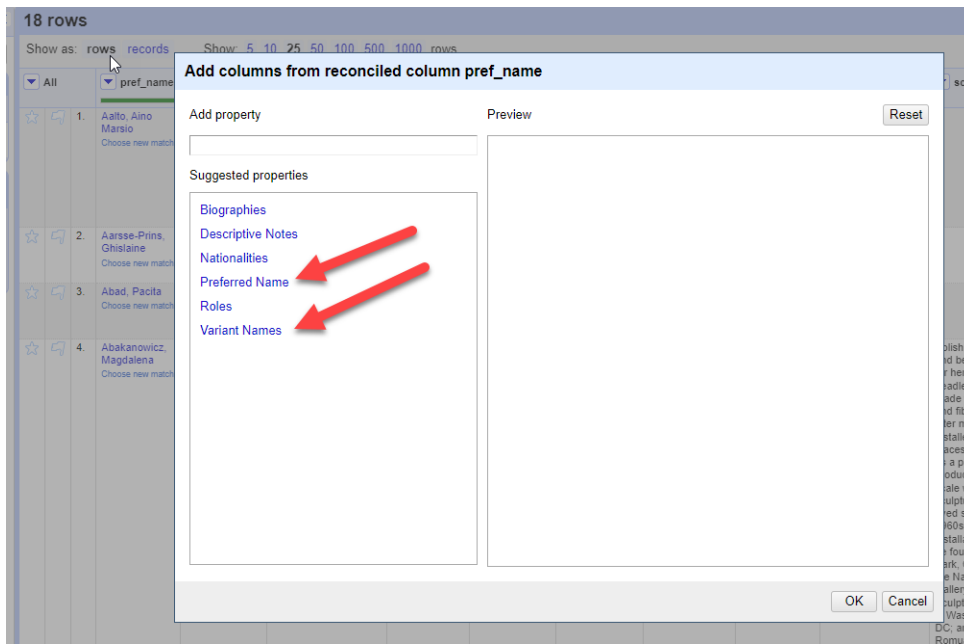 18 rows
Show as: rows records Show: 5 10 25 50 100 500 1000 rows
All
pref_name
Add columns from reconciled column pref_name
Add property
Preview
Reset
Suggested properties
Biographies
Descriptive Notes
Nationalities
Preferred Name
Roles
Variant Names
1. Aalto, Aino
Marsio
Choose new match
2. Aarsse-Prins,
Ghislaine
Choose new match
3. Abad, Pacita
Choose new match
4. Abakanowicz,
Magdalena
Choose new match
OK
Cancel
DC; a